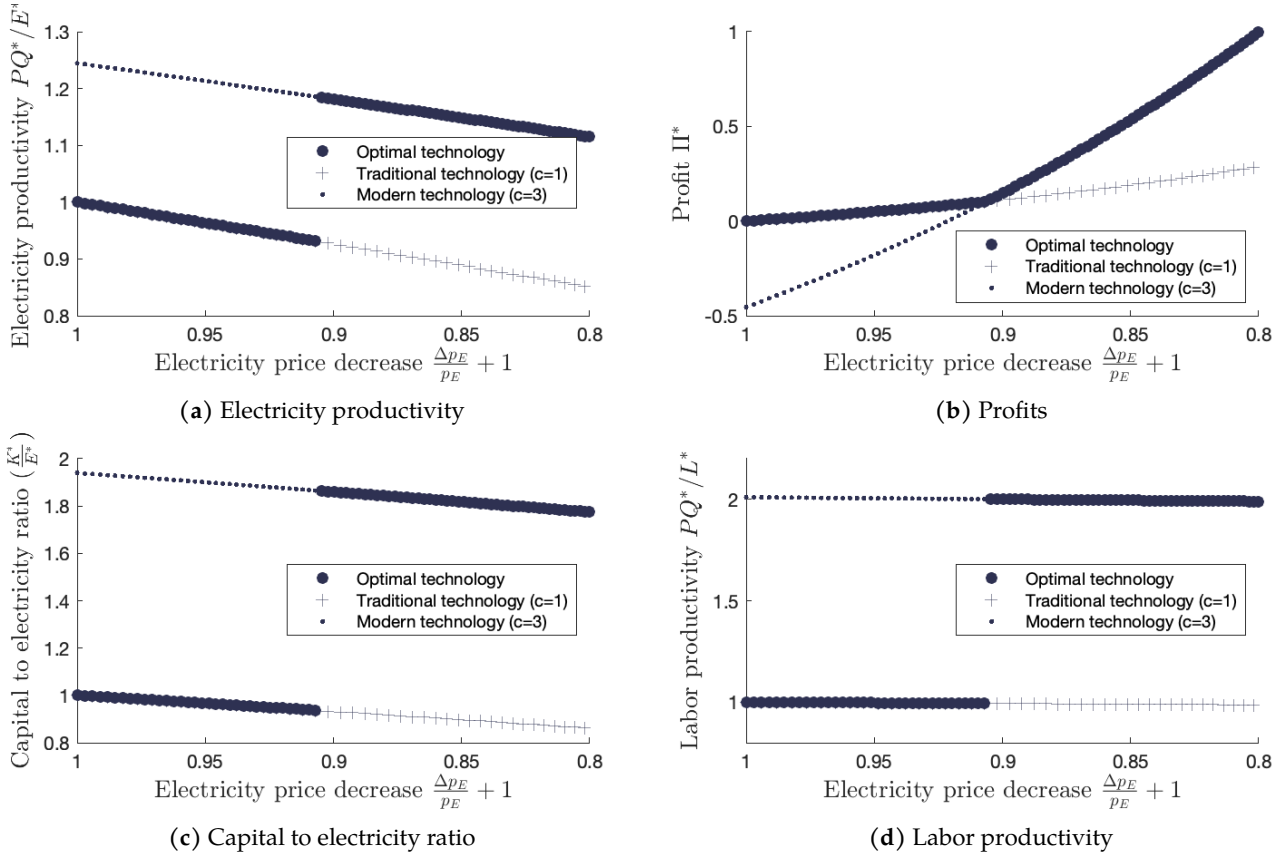 Electricity productivity PQ*/E*
1.3
1.2
1.1
1
0.9
0.8
Optimal technology
Traditional technology (c=1)
Modern technology (c=3)
1 0.95 0.9 0.85 0.8
Electricity price decrease Δp_E/p_E + 1
(a) Electricity productivity
Profit Π*
1
0.5
0
-0.5
Optimal technology
Traditional technology (c=1)
Modern technology (c=3)
1 0.95 0.9 0.85 0.8
Electricity price decrease Δp_E/p_E + 1
(b) Profits
Capital to electricity ratio (K*/E*)
2
1.8
1.6
1.4
1.2
1
0.8
Optimal technology
Traditional technology (c=1)
Modern technology (c=3)
1 0.95 0.9 0.85 0.8
Electricity price decrease Δp_E/p_E + 1
(c) Capital to electricity ratio
Labor productivity PQ*/L*
2
1.5
1
Optimal technology
Traditional technology (c=1)
Modern technology (c=3)
1 0.95 0.9 0.85 0.8
Electricity price decrease Δp_E/p_E + 1
(d) Labor productivity